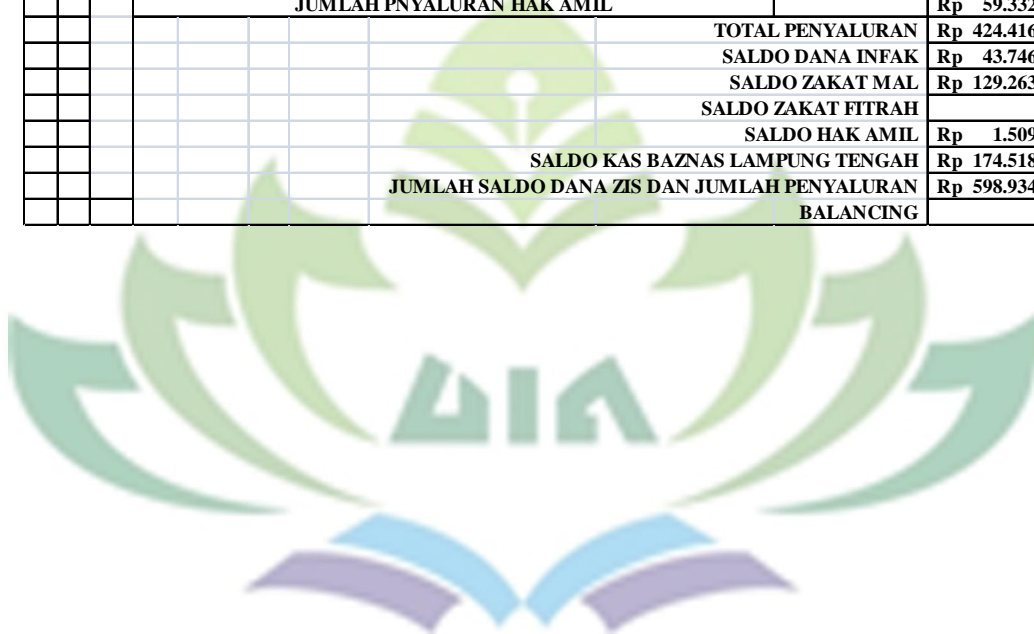 JUMLAH PNYALURAN HAK AMIL Rp 59.332
TOTAL PENYALURAN Rp 424.416
SALDO DANA INFAK Rp 43.746
SALDO ZAKAT MAL Rp 129.263
SALDO ZAKAT FITRAH
SALDO HAK AMIL Rp 1.509
SALDO KAS BAZNAS LAMPUNG TENGAH Rp 174.518
JUMLAH SALDO DANA ZIS DAN JUMLAH PENYALURAN Rp 598.934
BALANCING